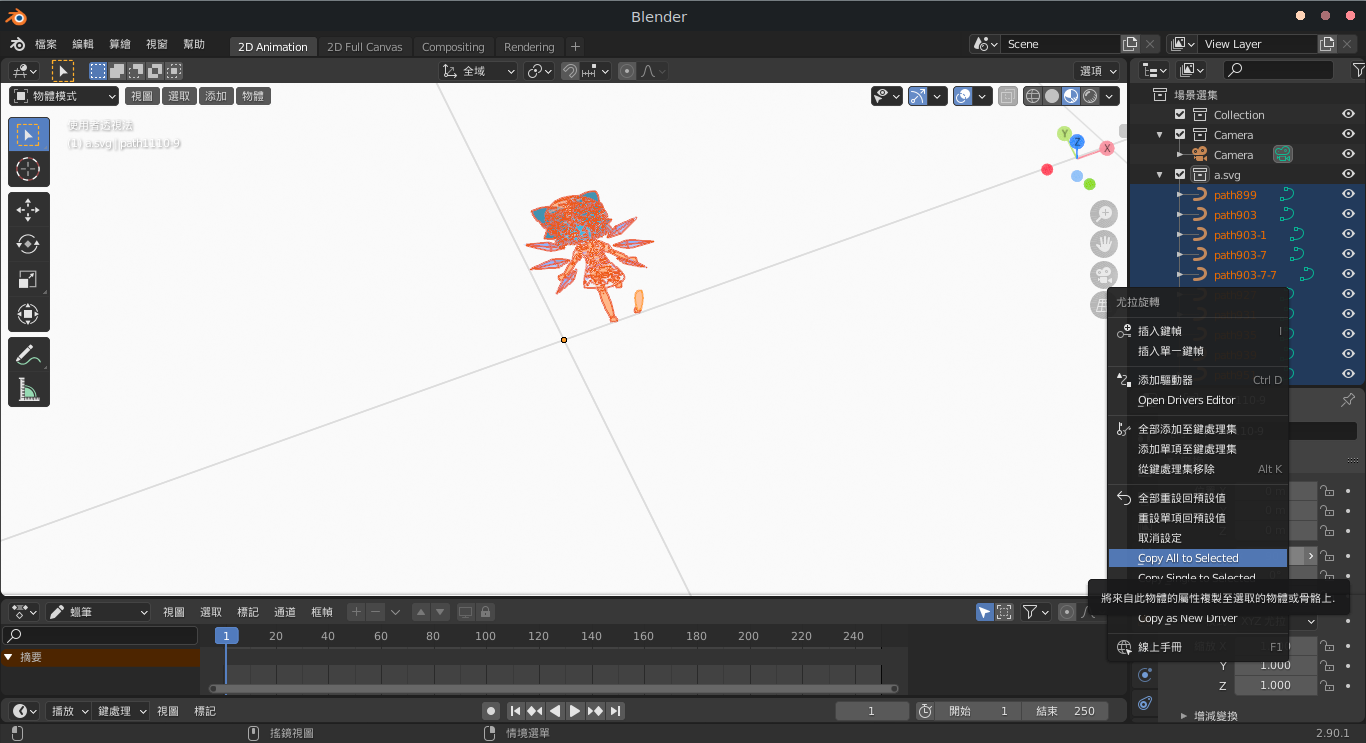 Blender
檔案 編輯 算繪 視窗 幫助 2D Animation 2D Full Canvas Compositing Rendering + Scene View Layer
全域 選項
物體模式 視圖 選取 添加 物體
使用者透視法
(1) a.svg | path1110-9
Y
Z
X
場景選集
Collection
Camera
Camera
a.svg
path899
path903
path903-1
path903-7
path903-7-7
尤拉旋轉
插入鍵幀 I
插入單一鍵幀
添加驅動器 Ctrl D
Open Drivers Editor
全部添加至鍵處理集
添加單項至鍵處理集
從鍵處理集移除 Alt K
全部重設回預設值
重設單項回預設值
取消設定
Copy All to Selected
Copy Single to Selected
將來自此物體的屬性複製至選取的物體或骨骼上.
Copy as New Driver
線上手冊 F1
Y 1.000
Z 1.000
增減變換
蠟筆 視圖 選取 標記 通道 框幀
1 20 40 60 80 100 120 140 160 180 200 220 240
摘要
播放 鍵處理 視圖 標記 1 開始 1 結束 250
搖鏡視圖 情境選單 2.90.1